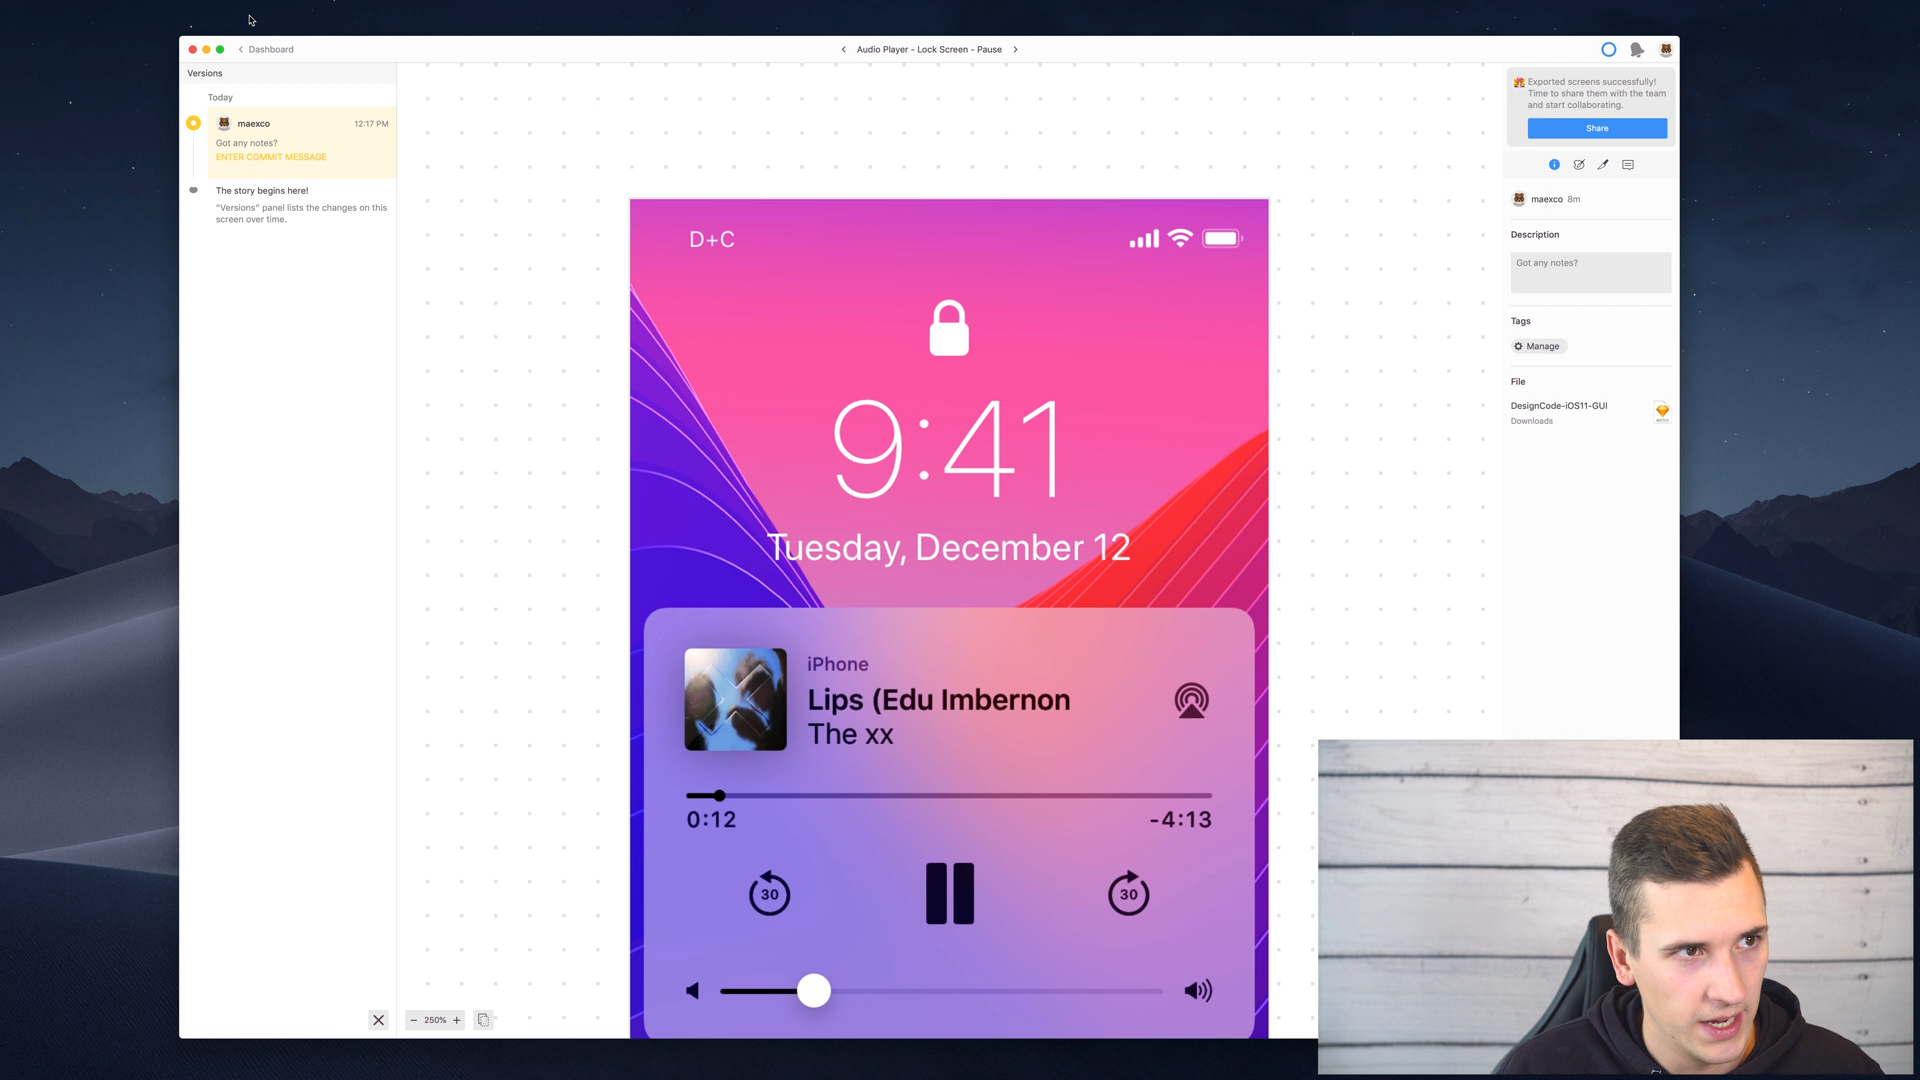 Dashboard
Audio Player - Lock Screen - Pause
Versions
Today
maexco
12:17 PM
Got any notes?
ENTER COMMIT MESSAGE
The story begins here!
“Versions” panel lists the changes on this
screen over time.
250%
D+C
9:41
Tuesday, December 12
iPhone
Lips (Edu Imbernon
The xx
0:12
-4:13
30
30
Exported screens successfully!
Time to share them with the team
and start collaborating.
Share
maexco 8m
Description
Got any notes?
Tags
Manage
File
DesignCode-iOS11-GUI
Downloads